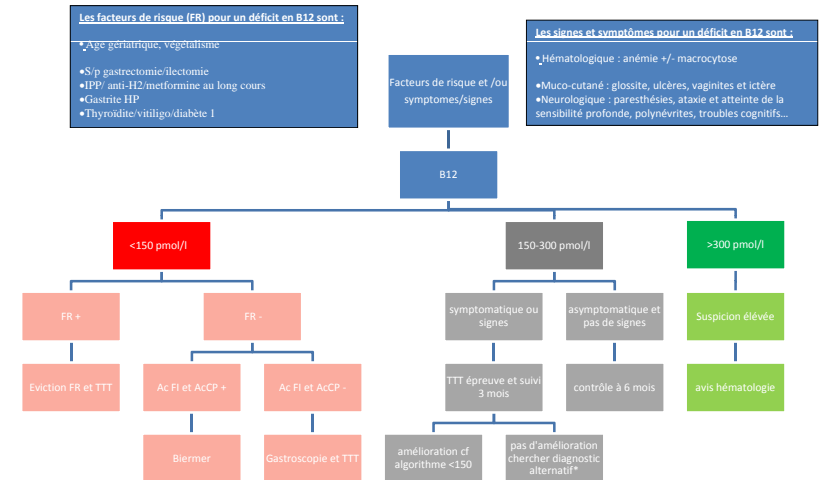 Les facteurs de risque (FR) pour un déficit en B12 sont :
• Age gériatrique, végétalisme
•S/p gastrectomie/ilectomie
•IPP/ anti-H2/metformine au long cours
•Gastrite HP
•Thyroïdite/vitiligo/diabète 1
Facteurs de risque et /ou
symptomes/signes
Les signes et symptômes pour un déficit en B12 sont :
• Hématologique : anémie +/- macrocytose
•Muco-cutané : glossite, ulcères, vaginites et ictère
•Neurologique : paresthésies, ataxie et atteinte de la
sensibilité profonde, polynévrites, troubles cognitifs…
B12
<150 pmol/l
150-300 pmol/l
>300 pmol/l
FR +
FR -
symptomatique ou
signes
asymptomatique et
pas de signes
Suspicion élévée
Eviction FR et TTT
Ac FI et AcCP +
Ac FI et AcCP -
TTT épreuve et suivi
3 mois
contrôle à 6 mois
avis hématologie
Biermer
Gastroscopie et TTT
amélioration cf
algorithme <150
pas d'amélioration
chercher diagnostic
alternatif*